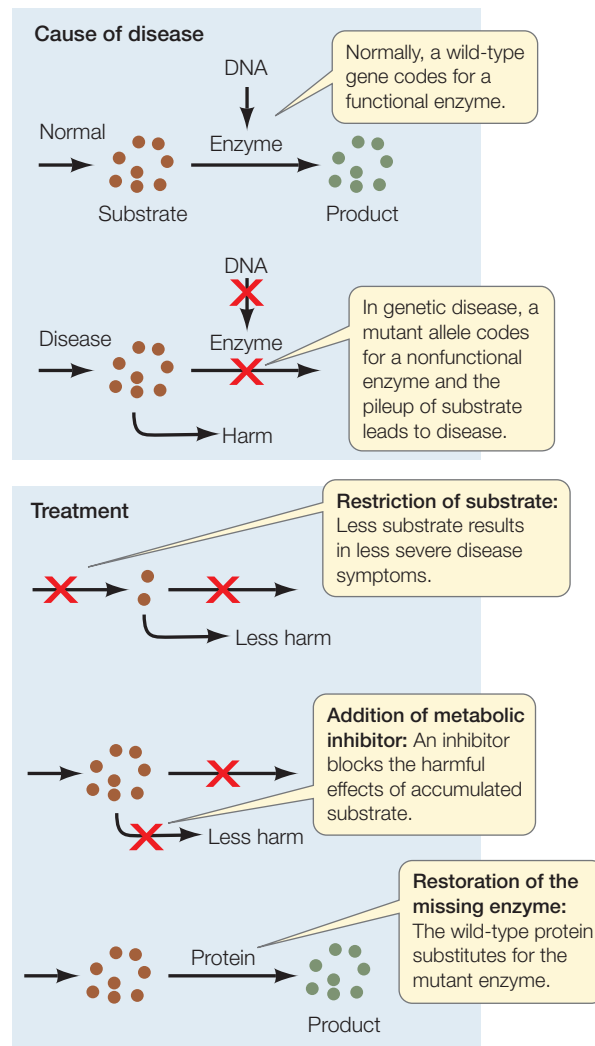 Cause of disease
Normally, a wild-type
gene codes for a
functional enzyme.
DNA
Normal
Enzyme
Substrate
Product
DNA
In genetic disease, a
mutant allele codes
for a nonfunctional
enzyme and the
pileup of substrate
leads to disease.
Disease
Enzyme
Harm
Treatment
Restriction of substrate:
Less substrate results
in less severe disease
symptoms.
Less harm
Addition of metabolic
inhibitor: An inhibitor
blocks the harmful
effects of accumulated
substrate.
Less harm
Restoration of the
missing enzyme:
The wild-type protein
substitutes for the
mutant enzyme.
Protein
Product